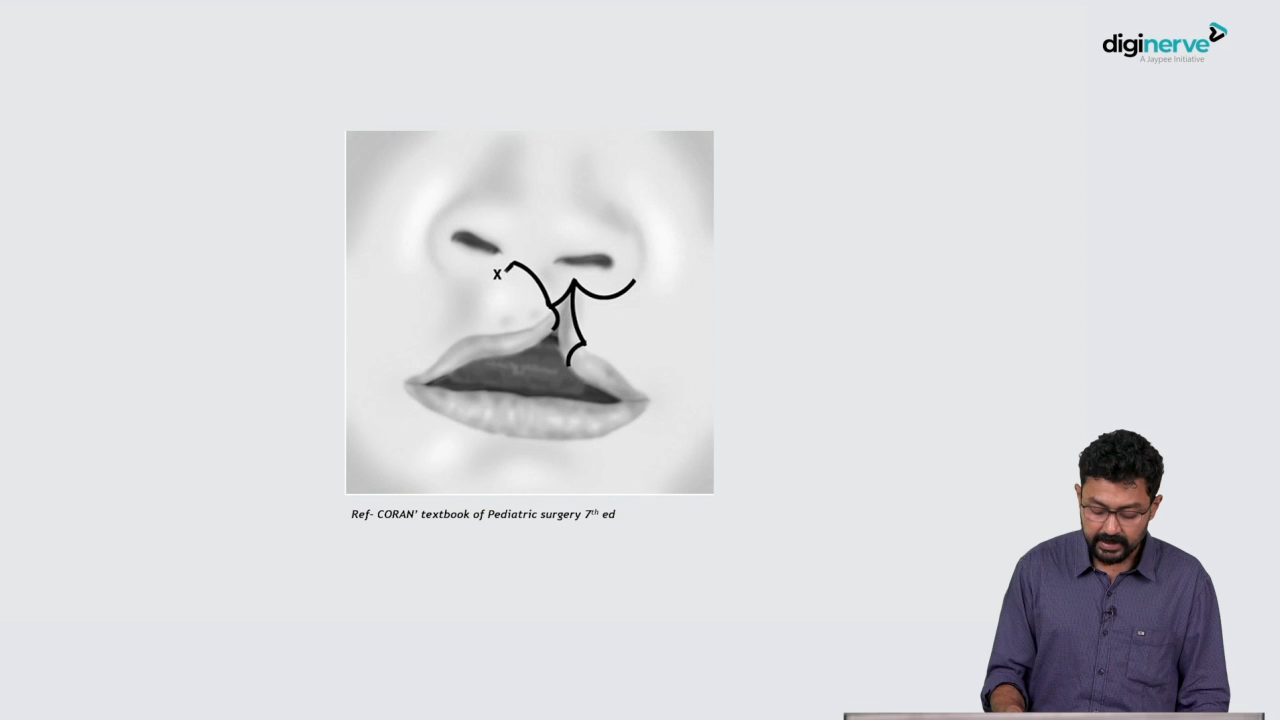 diginerve
A Jaypee Initiative
X
Ref- CORAN' textbook of Pediatric surgery 7th ed